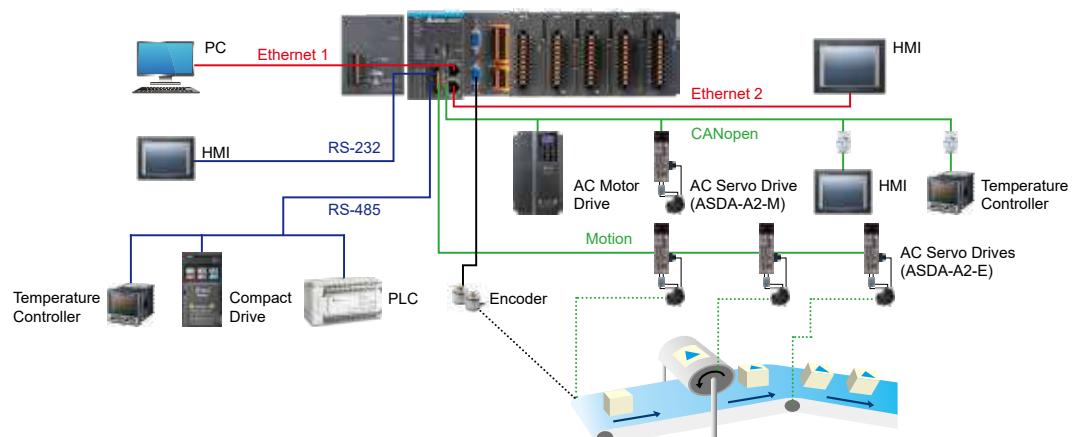 PC
Ethernet 1
HMI
Ethernet 2
CANopen
HMI
RS-232
AC Motor
Drive
AC Servo Drive
(ASDA-A2-M)
HMI
Temperature
Controller
RS-485
Motion
AC Servo Drives
(ASDA-A2-E)
Temperature
Controller
Compact
Drive
PLC
Encoder